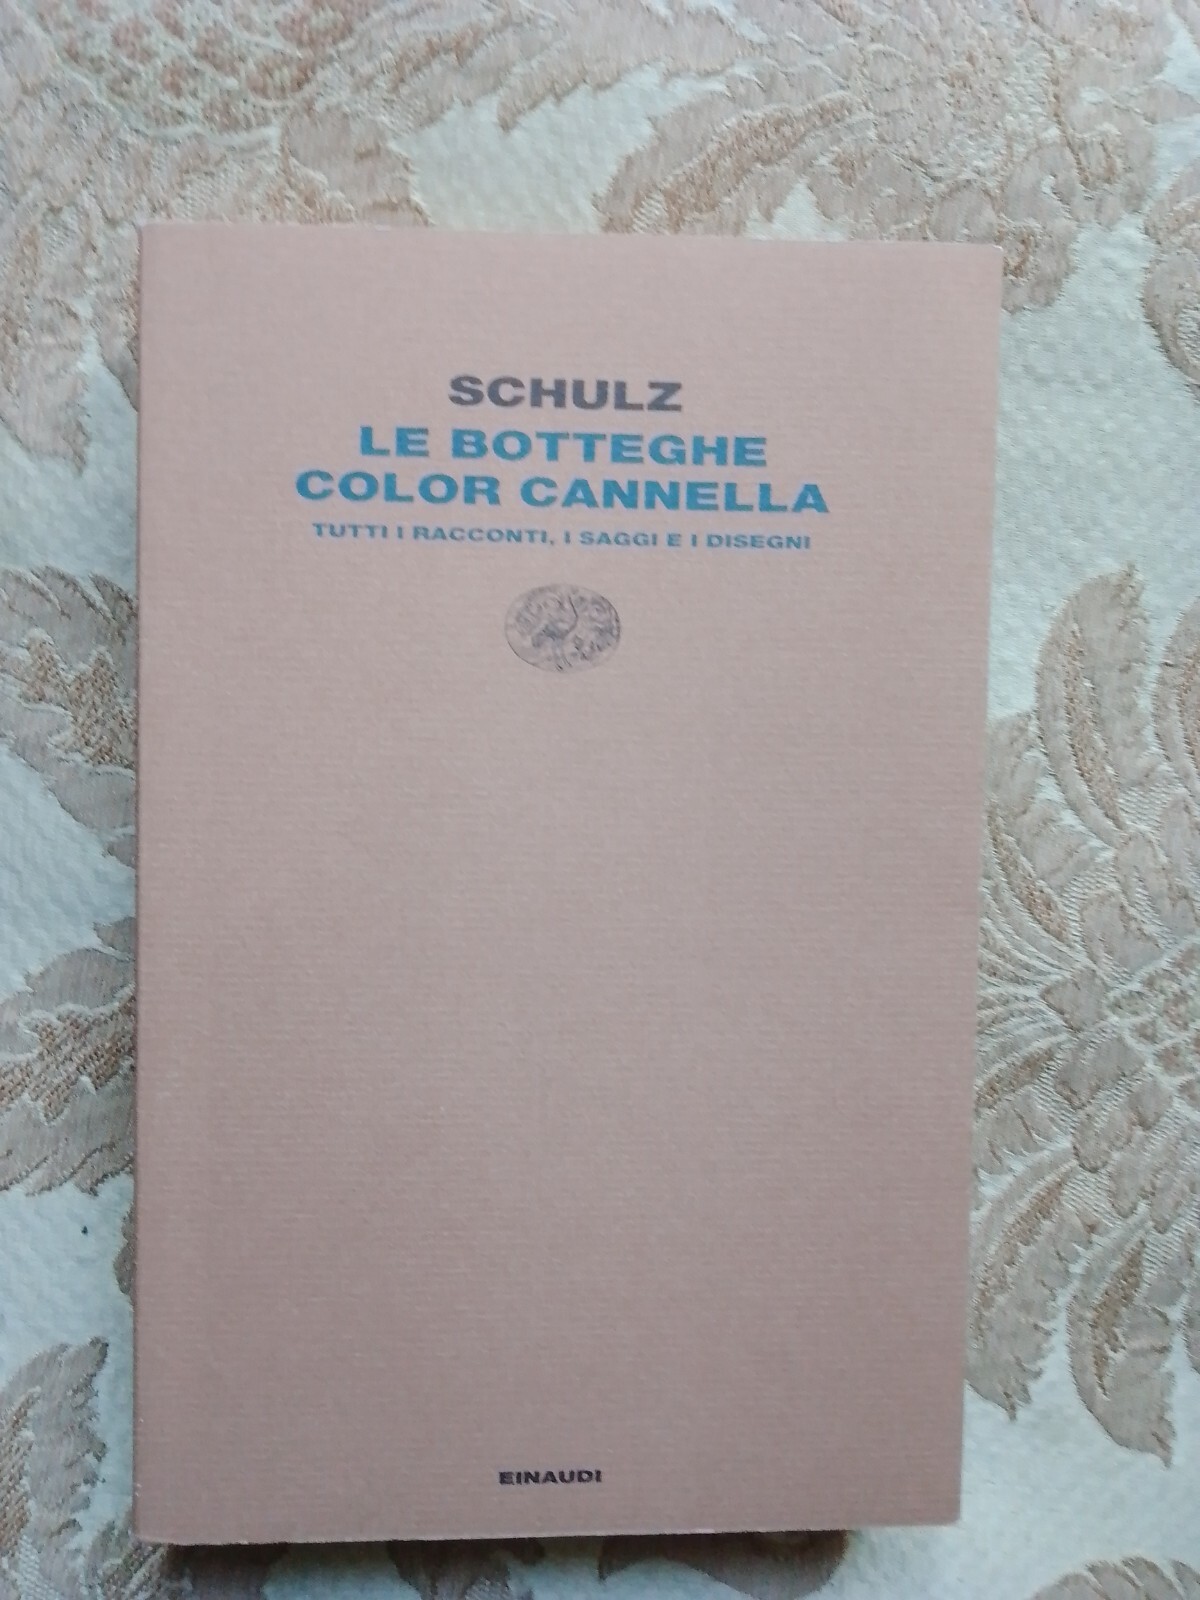 SCHULZ
LE BOTTEGHE
COLOR CANNELLA
TUTTI I RACCONTI, I SAGGI E I DISEGNI
EINAUDI